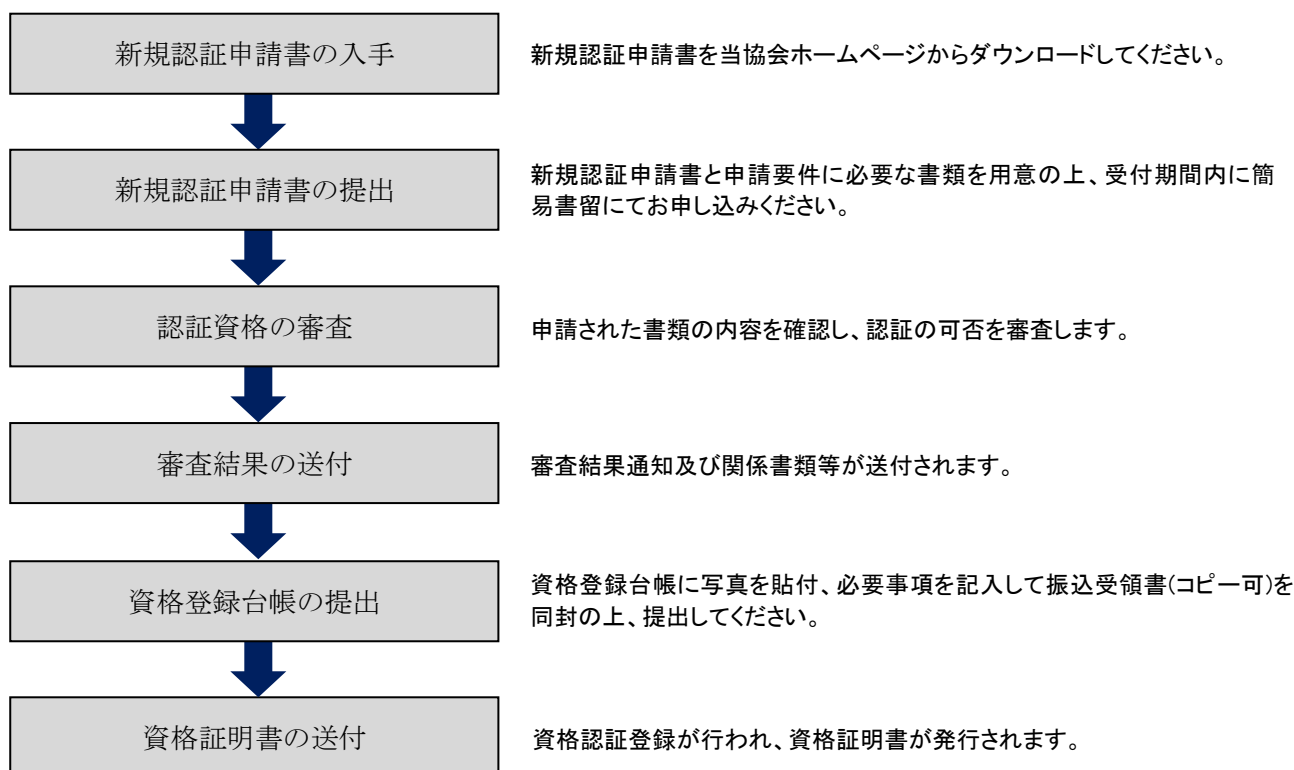 新規認証申請書の入手
新規認証申請書を当協会ホームページからダウンロードしてください。
新規認証申請書の提出
新規認証申請書と申請要件に必要な書類を用意の上、受付期間内に簡
易書留にてお申し込みください。
認証資格の審査
申請された書類の内容を確認し、認証の可否を審査します。
審査結果の送付
審査結果通知及び関係書類等が送付されます。
資格登録台帳の提出
資格登録台帳に写真を貼付、必要事項を記入して振込受領書(コピー可)を
同封の上、提出してください。
資格証明書の送付
資格認証登録が行われ、資格証明書が発行されます。